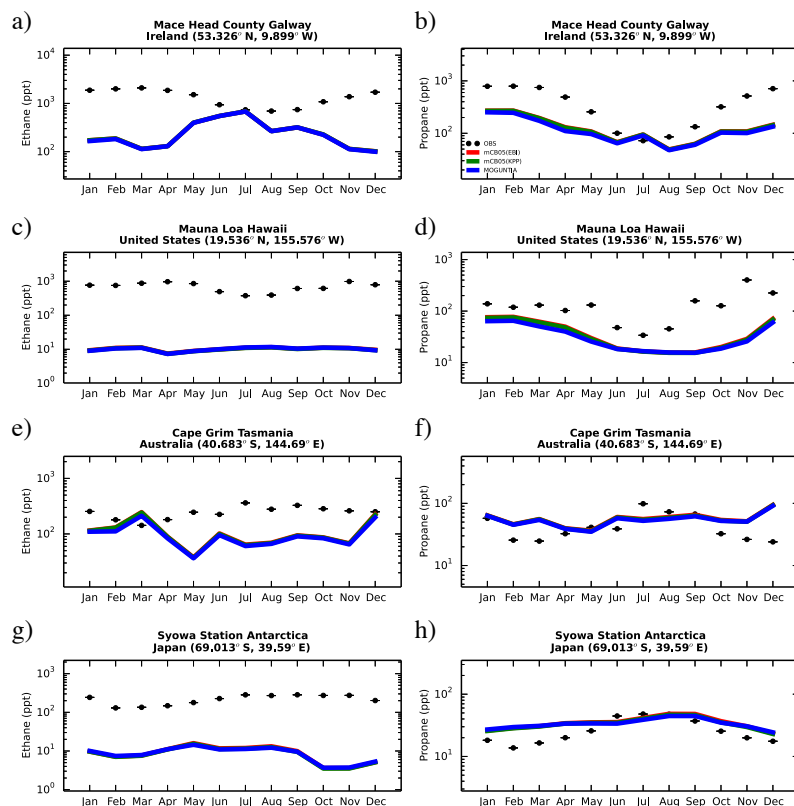 a)
Mace Head County Galway
Ireland (53.326° N, 9.899° W)
Ethane (ppt)
10⁴
10³
10²
Jan Feb Mar Apr May Jun Jul Aug Sep Oct Nov Dec
b)
Mace Head County Galway
Ireland (53.326° N, 9.899° W)
Propane (ppt)
10³
10²
OBS
mCB05(EBI)
mCB05(KPP)
MOGUNTIA
Jan Feb Mar Apr May Jun Jul Aug Sep Oct Nov Dec
c)
Mauna Loa Hawaii
United States (19.536° N, 155.576° W)
Ethane (ppt)
10³
10²
10¹
10⁰
Jan Feb Mar Apr May Jun Jul Aug Sep Oct Nov Dec
d)
Mauna Loa Hawaii
United States (19.536° N, 155.576° W)
Propane (ppt)
10³
10²
10¹
Jan Feb Mar Apr May Jun Jul Aug Sep Oct Nov Dec
e)
Cape Grim Tasmania
Australia (40.683° S, 144.69° E)
Ethane (ppt)
10³
10²
Jan Feb Mar Apr May Jun Jul Aug Sep Oct Nov Dec
f)
Cape Grim Tasmania
Australia (40.683° S, 144.69° E)
Propane (ppt)
10²
10¹
Jan Feb Mar Apr May Jun Jul Aug Sep Oct Nov Dec
g)
Syowa Station Antarctica
Japan (69.013° S, 39.59° E)
Ethane (ppt)
10³
10²
10¹
10⁰
Jan Feb Mar Apr May Jun Jul Aug Sep Oct Nov Dec
h)
Syowa Station Antarctica
Japan (69.013° S, 39.59° E)
Propane (ppt)
10²
10¹
Jan Feb Mar Apr May Jun Jul Aug Sep Oct Nov Dec